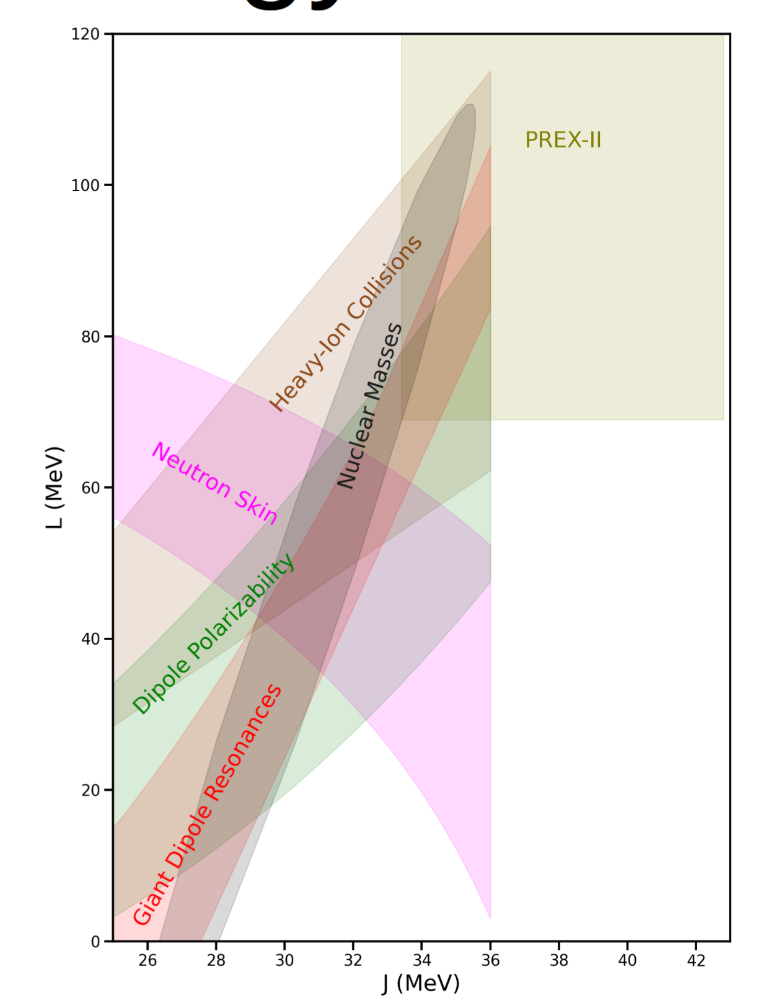 120
PREX-II
100
Heavy-Ion Collisions
80
Nuclear Masses
Neutron Skin
L (MeV)
60
Dipole Polarizability
40
Giant Dipole Resonances
20
0
26 28 30 32 34 36 38 40 42
J (MeV)